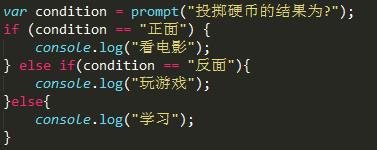 var condition = prompt("投掷硬币的结果为?");
if (condition == "正面") {
    console.log("看电影");
} else if(condition == "反面"){
    console.log("玩游戏");
}else{
    console.log("学习");
}